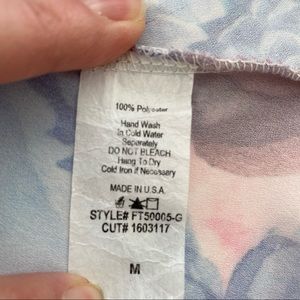 100% Polyester
Hand Wash
In Cold Water
Separately
DO NOT BLEACH
Hang To Dry
Cold Iron if Necessary
MADE IN U.S.A.
STYLE# FT50005-G
CUT# 1603117
M